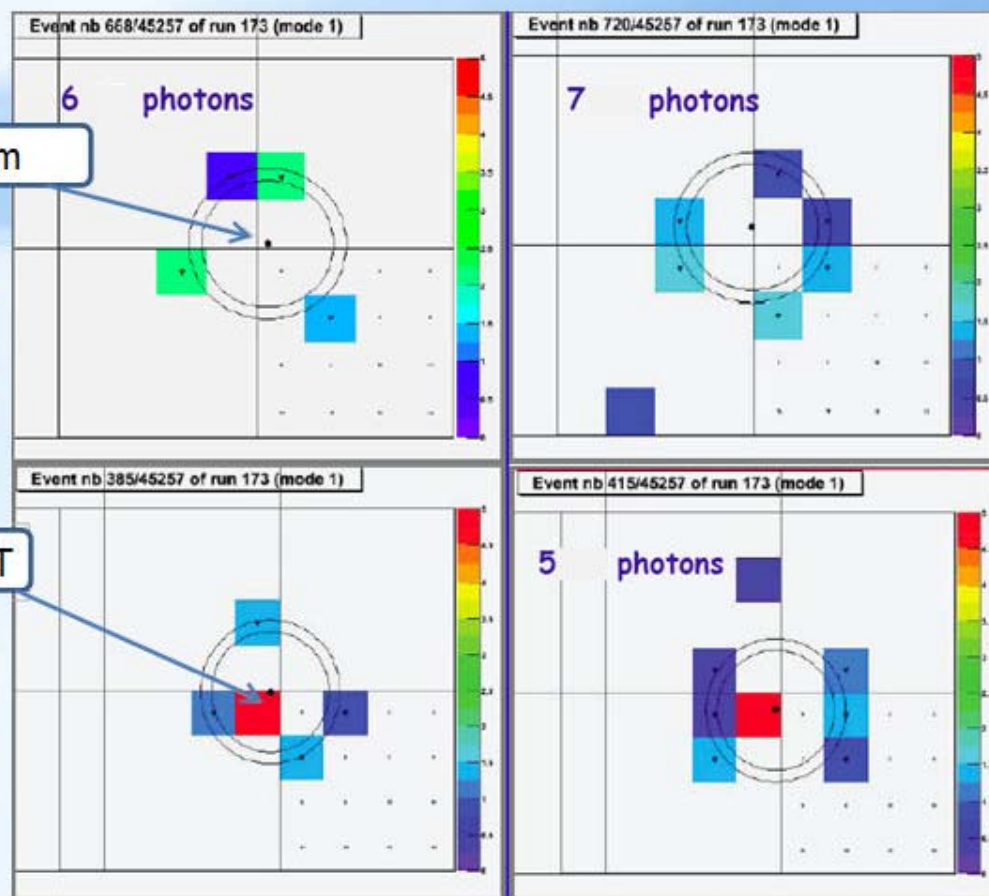 Event nb 668/45257 of run 173 (mode 1)
6 photons
m
Event nb 720/45257 of run 173 (mode 1)
7 photons
Event nb 385/45257 of run 173 (mode 1)
T
Event nb 415/45257 of run 173 (mode 1)
5 photons